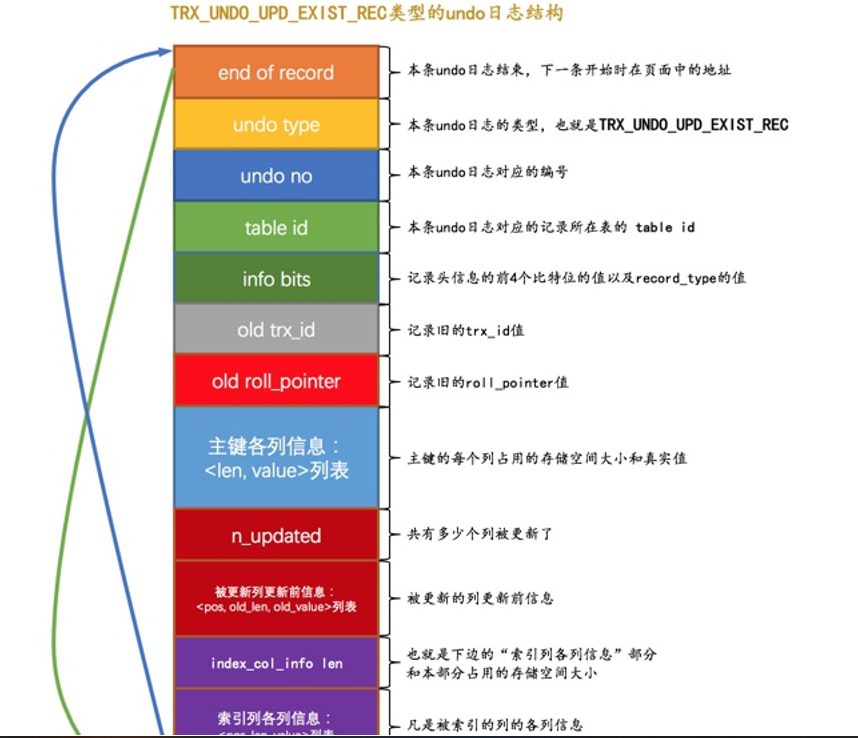 TRX_UNDO_UPD_EXIST_REC类型的undo日志结构
end of record
本条undo日志结束，下一条开始时在页面中的地址
undo type
本条undo日志的类型，也就是TRX_UNDO_UPD_EXIST_REC
undo no
本条undo日志对应的编号
table id
本条undo日志对应的记录所在表的 table id
info bits
记录头信息的前4个比特位的值以及record_type的值
old trx_id
记录旧的trx_id值
old roll_pointer
记录旧的roll_pointer值
主键各列信息：
<len, value>列表
主键的每个列占用的存储空间大小和真实值
n_updated
共有多少个列被更新了
被更新列更新前信息：
<pos, old_len, old_value>列表
被更新的列更新前信息
index_col_info len
也就是下边的“索引列各列信息”部分
和本部分占用的存储空间大小
索引列各列信息：
<pos, len, value>列表
凡是被索引的列的各列信息